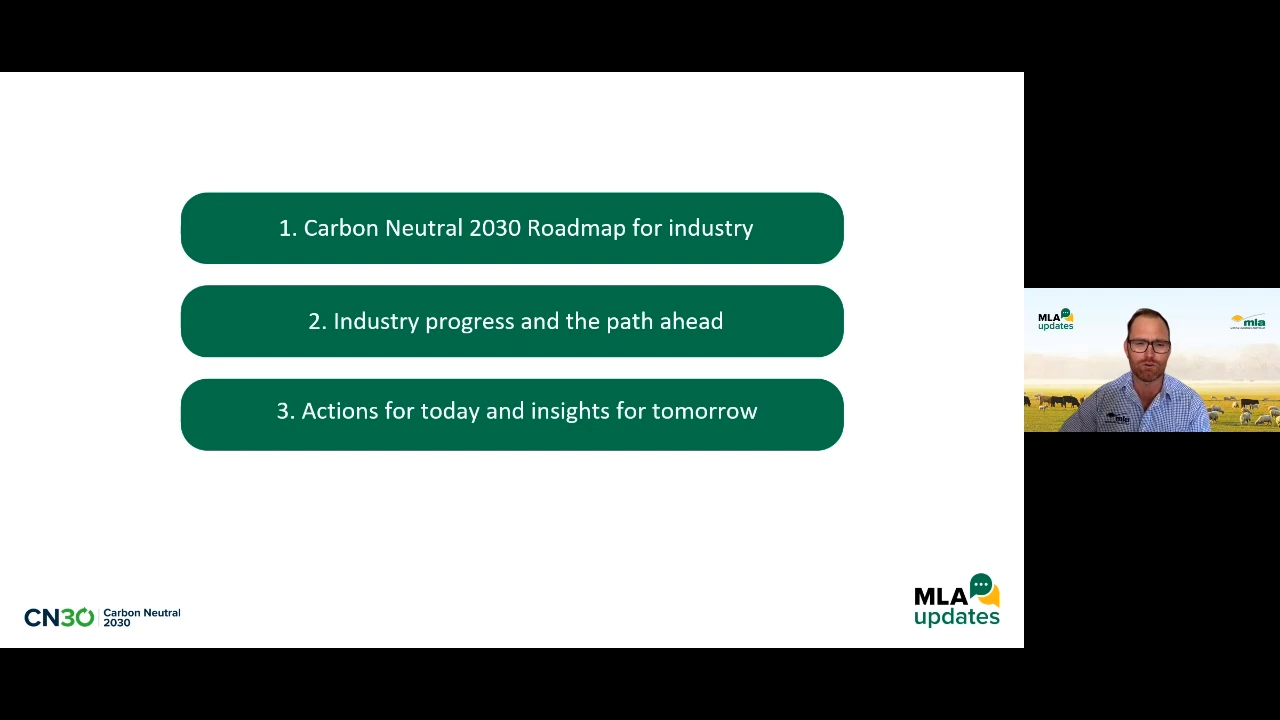 1. Carbon Neutral 2030 Roadmap for industry
2. Industry progress and the path ahead
3. Actions for today and insights for tomorrow
CN30 Carbon Neutral
2030
MLA
updates
MLA
updates
mla
mla